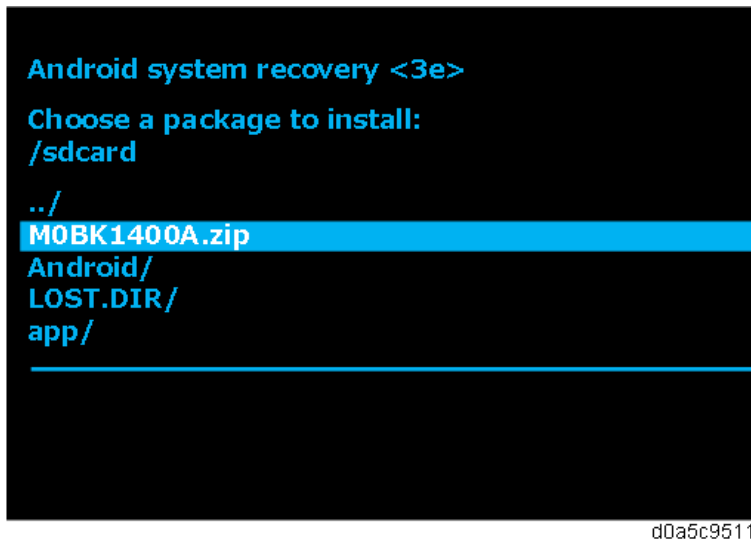 Android system recovery <3e>
Choose a package to install:
/sdcard
../
M0BK1400A.zip
Android/
LOST.DIR/
app/
d0a5c9511